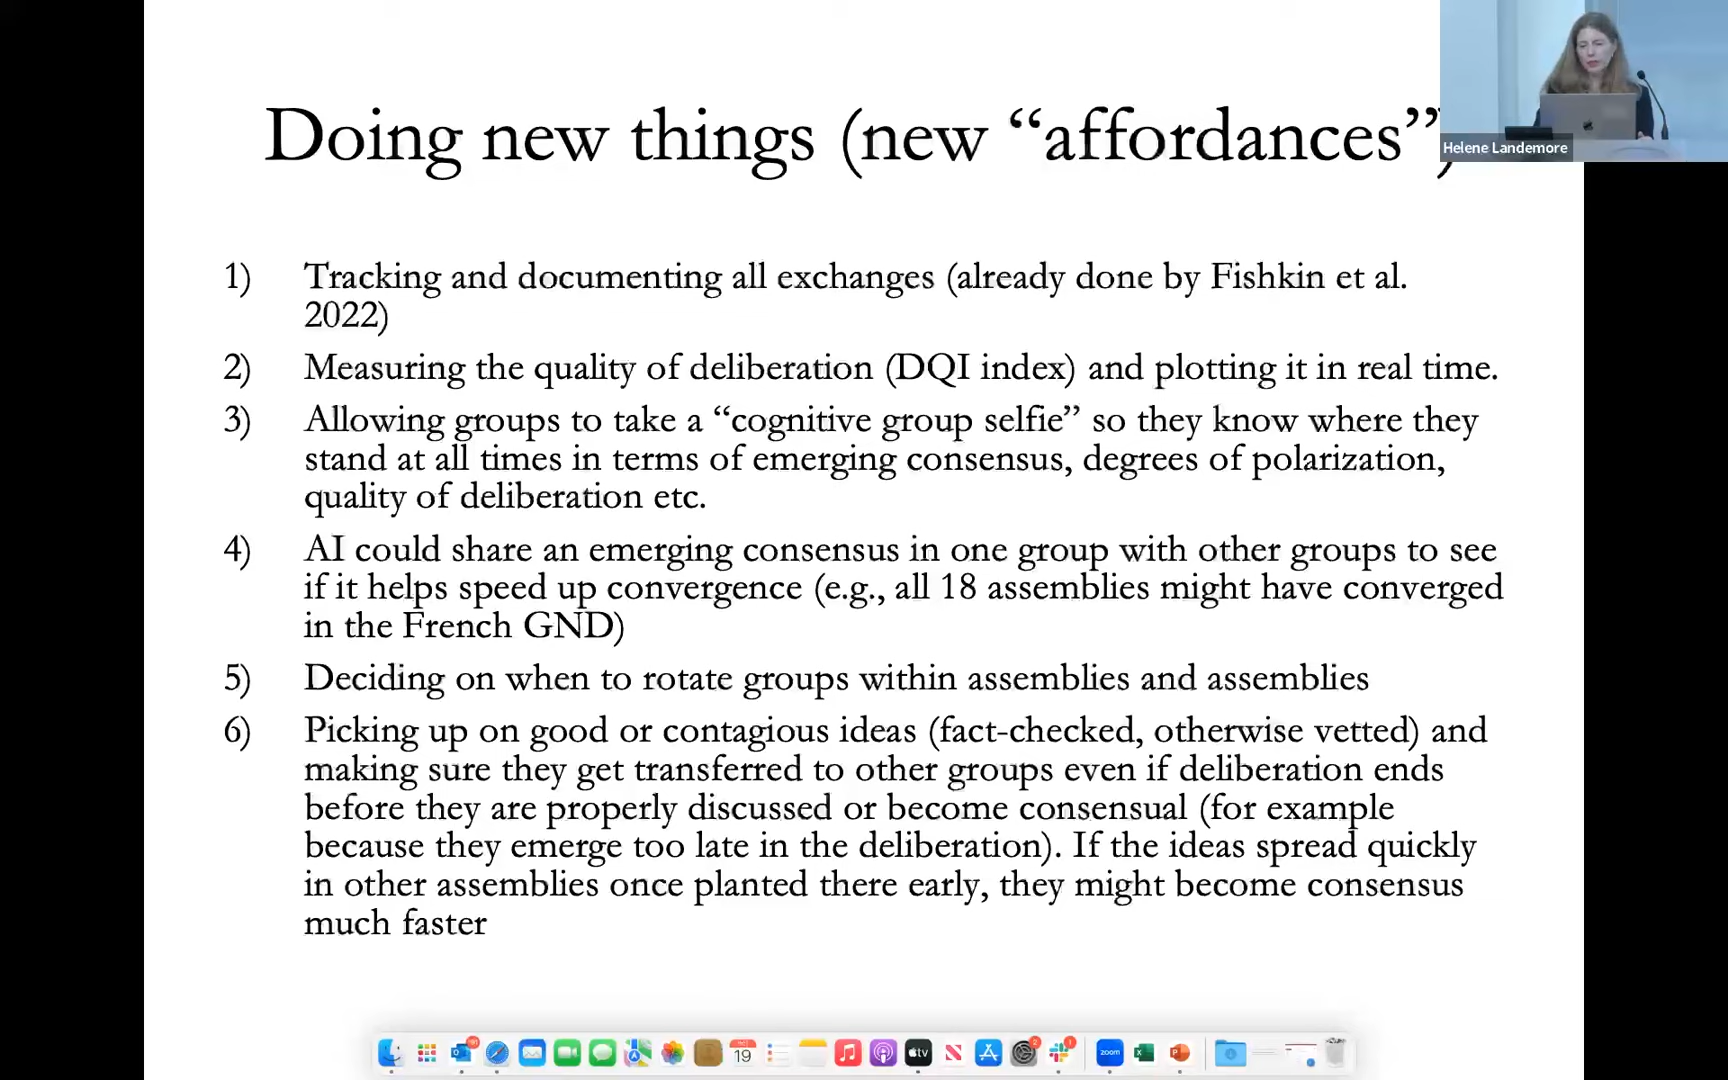 Doing new things (new “affordances”)
Helene Landemore
1) Tracking and documenting all exchanges (already done by Fishkin et al.
2022)
2) Measuring the quality of deliberation (DQI index) and plotting it in real time.
3) Allowing groups to take a “cognitive group selfie” so they know where they
stand at all times in terms of emerging consensus, degrees of polarization,
quality of deliberation etc.
4) AI could share an emerging consensus in one group with other groups to see
if it helps speed up convergence (e.g., all 18 assemblies might have converged
in the French GND)
5) Deciding on when to rotate groups within assemblies and assemblies
6) Picking up on good or contagious ideas (fact-checked, otherwise vetted) and
making sure they get transferred to other groups even if deliberation ends
before they are properly discussed or become consensual (for example
because they emerge too late in the deliberation). If the ideas spread quickly
in other assemblies once planted there early, they might become consensus
much faster
19
tv
zoom